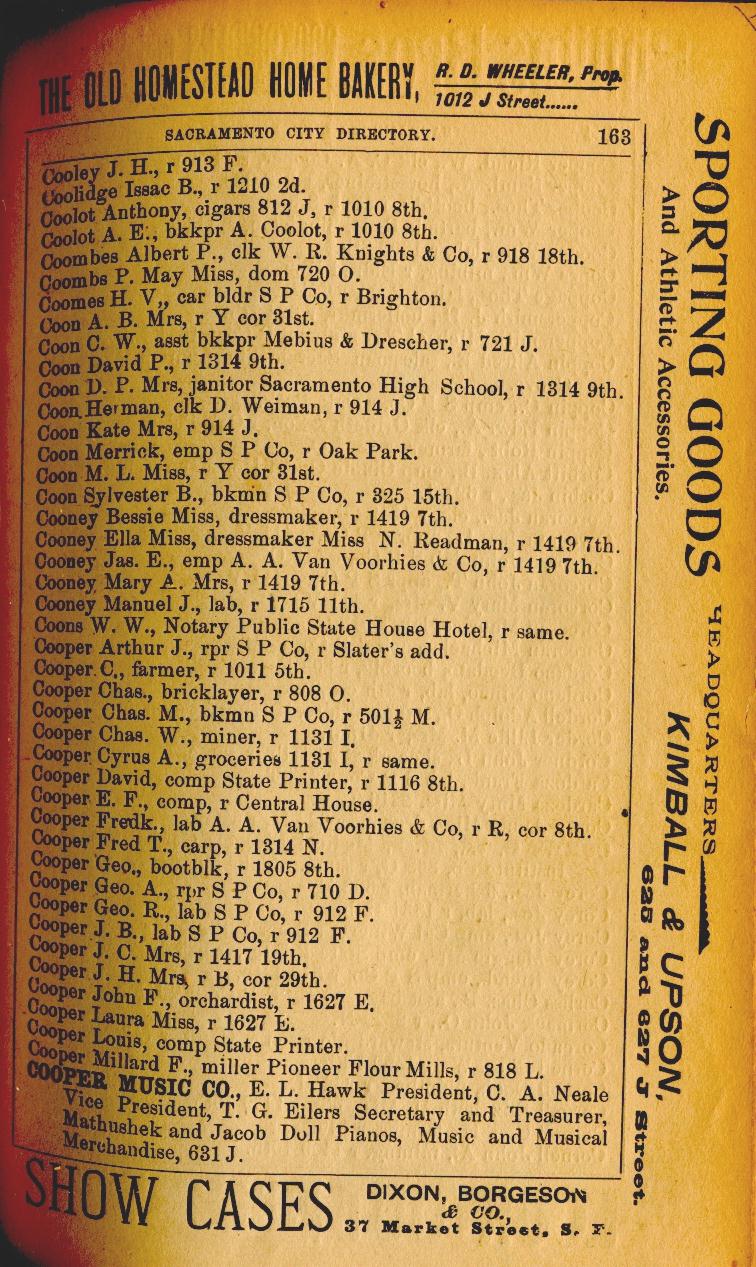 THE OLD HOMESTEAD HOME BAKERY, R. D. WHEELER, Prop.
1012 J Street......
SACRAMENTO CITY DIRECTORY. 163
Cooley J. H., r 913 F.
Coolidge Issac B., r 1210 2d.
Coolot Anthony, cigars 812 J, r 1010 8th.
Coolot A. E., bkkpr A. Coolot, r 1010 8th.
Coombes Albert P., clk W. R. Knights & Co, r 918 18th.
Coombs P. May Miss, dom 720 O.
Coomes H. V,, car bldr S P Co, r Brighton.
Coon A. B. Mrs, r Y cor 31st.
Coon C. W., asst bkkpr Mebius & Drescher, r 721 J.
Coon David P., r 1314 9th.
Coon D. P. Mrs, janitor Sacramento High School, r 1314 9th.
Coon Herman, clk D. Weiman, r 914 J.
Coon Kate Mrs, r 914 J.
Coon Merrick, emp S P Co, r Oak Park.
Coon M. L. Miss, r Y cor 31st.
Coon Sylvester B., bkmn S P Co, r 325 15th.
Cooney Bessie Miss, dressmaker, r 1419 7th.
Cooney Ella Miss, dressmaker Miss N. Readman, r 1419 7th.
Cooney Jas. E., emp A. A. Van Voorhies & Co, r 1419 7th.
Cooney Mary A. Mrs, r 1419 7th.
Cooney Manuel J., lab, r 1715 11th.
Coons W. W., Notary Public State House Hotel, r same.
Cooper Arthur J., rpr S P Co, r Slater's add.
Cooper C., farmer, r 1011 5th.
Cooper Chas., bricklayer, r 808 O.
Cooper Chas. M., bkmn S P Co, r 501½ M.
Cooper Chas. W., miner, r 1131 I.
Cooper Cyrus A., groceries 1131 I, r same.
Cooper David, comp State Printer, r 1116 8th.
Cooper E. F., comp, r Central House.
Cooper Fredk., lab A. A. Van Voorhies & Co, r R, cor 8th.
Cooper Fred T., carp, r 1314 N.
Cooper Geo., bootblk, r 1805 8th.
Cooper Geo. A., rpr S P Co, r 710 D.
Cooper Geo. R., lab S P Co, r 912 F.
Cooper J. B., lab S P Co, r 912 F.
Cooper J. C. Mrs, r 1417 19th.
Cooper J. H. Mrs, r B, cor 29th.
Cooper John F., orchardist, r 1627 E.
Cooper Laura Miss, r 1627 E.
Cooper Louis, comp State Printer.
Cooper Millard F., miller Pioneer Flour Mills, r 818 L.
COOPER MUSIC CO., E. L. Hawk President, C. A. Neale
Vice President, T. G. Eilers Secretary and Treasurer,
Mathushek and Jacob Doll Pianos, Music and Musical
Merchandise, 631 J.
SHOW CASES DIXON, BORGESON
& CO.,
37 Market Street, S. F.
SPORTING GOODS HEADQUARTERS
And Athletic Accessories.
KIMBALL & UPSON,
625 and 627 J Street.